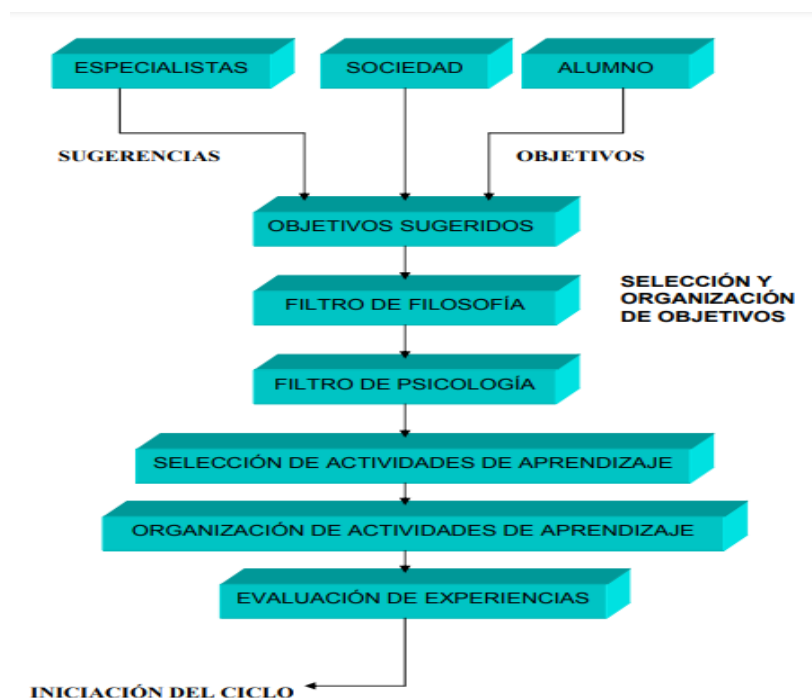 ESPECIALISTAS
SOCIEDAD
ALUMNO
SUGERENCIAS
OBJETIVOS
OBJETIVOS SUGERIDOS
FILTRO DE FILOSOFÍA
SELECCIÓN Y
ORGANIZACIÓN
DE OBJETIVOS
FILTRO DE PSICOLOGÍA
SELECCIÓN DE ACTIVIDADES DE APRENDIZAJE
ORGANIZACIÓN DE ACTIVIDADES DE APRENDIZAJE
EVALUACIÓN DE EXPERIENCIAS
INICIACIÓN DEL CICLO